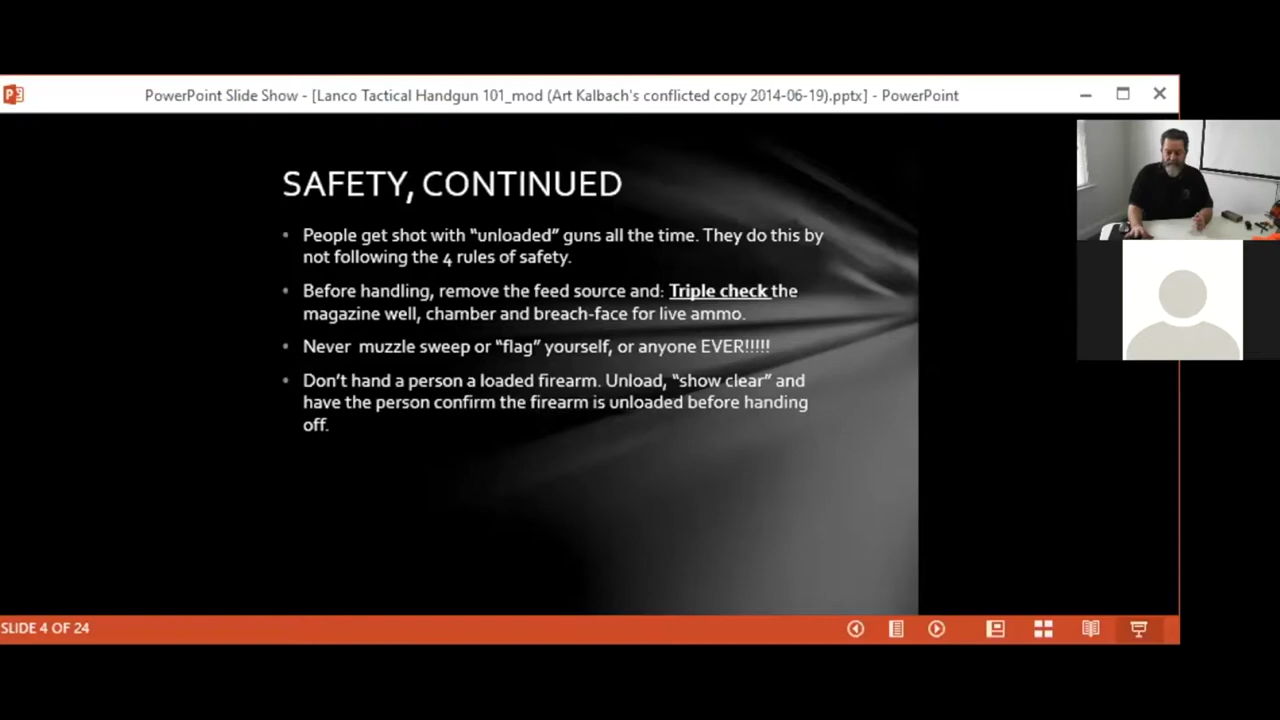 PowerPoint Slide Show - [Lanco Tactical Handgun 101_mod (Art Kalbach's conflicted copy 2014-06-19).pptx] - PowerPoint
SAFETY, CONTINUED
• People get shot with “unloaded” guns all the time. They do this by
not following the 4 rules of safety.
• Before handling, remove the feed source and: Triple check the
magazine well, chamber and breach-face for live ammo.
• Never muzzle sweep or “flag” yourself, or anyone EVER!!!!!
• Don’t hand a person a loaded firearm. Unload, “show clear” and
have the person confirm the firearm is unloaded before handing
off.
SLIDE 4 OF 24